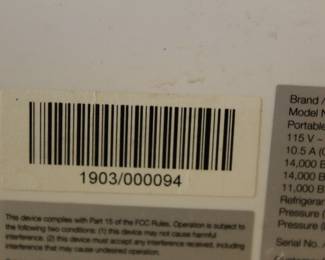 1903/000094
This device complies with Part 15 of the FCC Rules. Operation is subject to
the following two conditions: (1) this device may not cause harmful
interference. (2) this device must accept any interference received, including
interference that may cause undesired operation.
Brand /
Model N
Portable
115 V ~
10.5 A (
14,000 B
14,000 B
11,000 B
Refrigeran
Pressure (
Pressure (
Serial No.